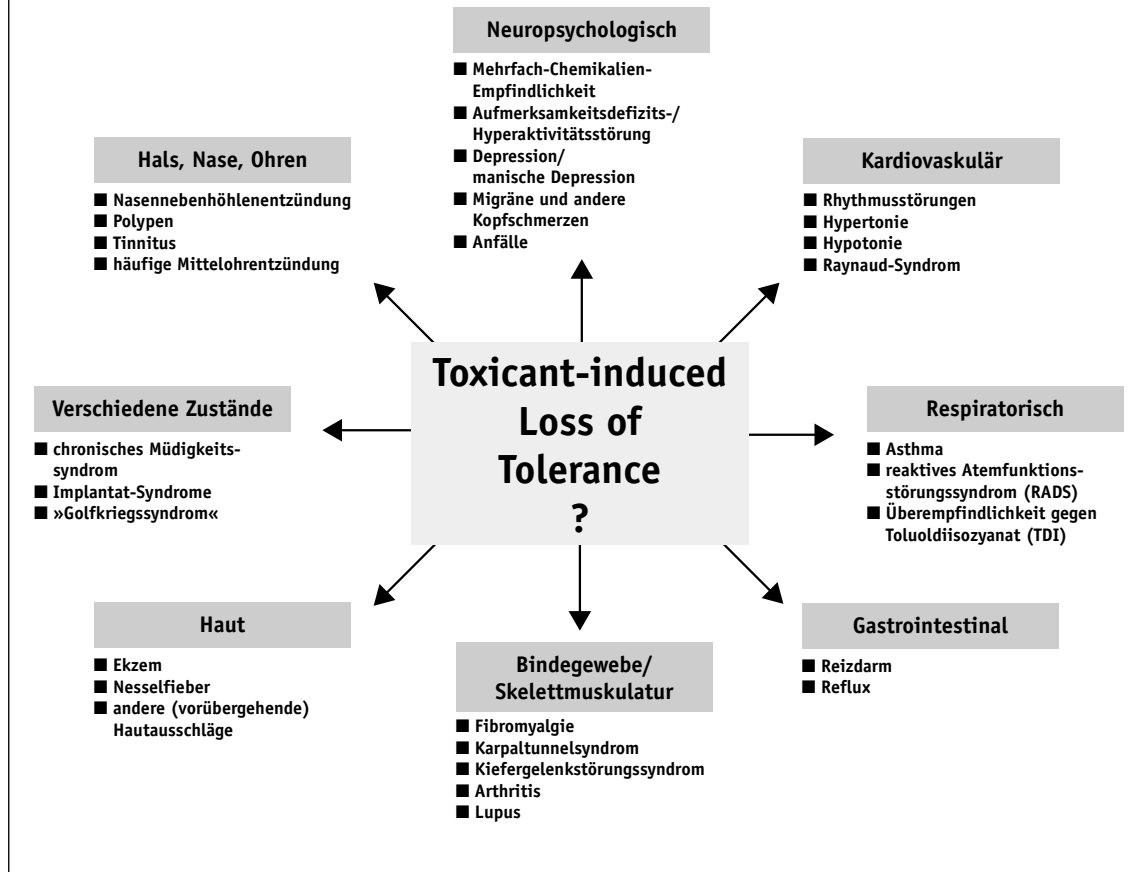 Neuropsychologisch
■ Mehrfach-Chemikalien-
Empfindlichkeit
■ Aufmerksamkeitsdefizits-/
Hyperaktivitätsstörung
■ Depression/
manische Depression
■ Migräne und andere
Kopfschmerzen
■ Anfälle
Hals, Nase, Ohren
■ Nasennebenhöhlenentzündung
■ Polypen
■ Tinnitus
■ häufige Mittelohrentzündung
Kardiovaskulär
■ Rhythmusstörungen
■ Hypertonie
■ Hypotonie
■ Raynaud-Syndrom
Toxicant-induced
Loss of
Tolerance
?
Verschiedene Zustände
■ chronisches Müdigkeits-
syndrom
■ Implantat-Syndrome
■ »Golfkriegssyndrom«
Respiratorisch
■ Asthma
■ reaktives Atemfunktions-
störungssyndrom (RADS)
■ Überempfindlichkeit gegen
Toluoldiisozyanat (TDI)
Haut
■ Ekzem
■ Nesselfieber
■ andere (vorübergehende)
Hautausschläge
Bindegewebe/
Skelettmuskulatur
■ Fibromyalgie
■ Karpaltunnelsyndrom
■ Kiefergelenkstörungssyndrom
■ Arthritis
■ Lupus
Gastrointestinal
■ Reizdarm
■ Reflux